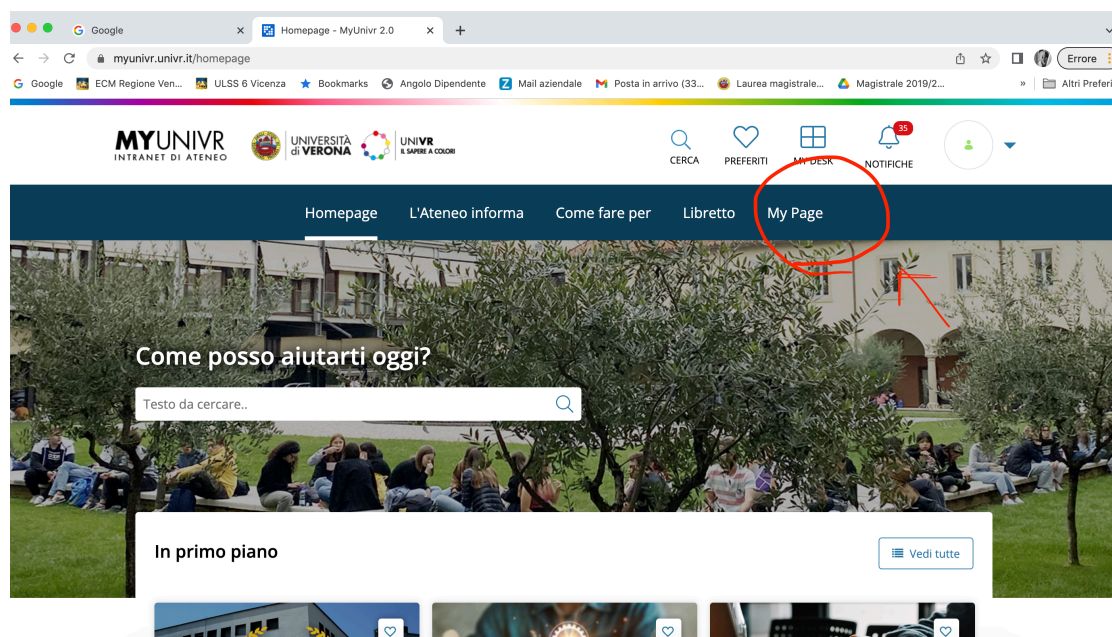 Google
Homepage - MyUnivr 2.0
myunivr.univr.it/homepage
Errore
Google
ECM Regione Ven...
ULSS 6 Vicenza
Bookmarks
Angolo Dipendente
Mail aziendale
Posta in arrivo (33...
Laurea magistrale...
Magistrale 2019/2...
»
Altri Preferi
MYUNIVR
INTRANET DI ATENEO
UNIVERSITÀ
di VERONA
UNIVR
IL SAPERE A COLORI
CERCA
PREFERITI
MY DESK
35
NOTIFICHE
Homepage
L'Ateneo informa
Come fare per
Libretto
My Page
Come posso aiutarti oggi?
Testo da cercare..
In primo piano
Vedi tutte